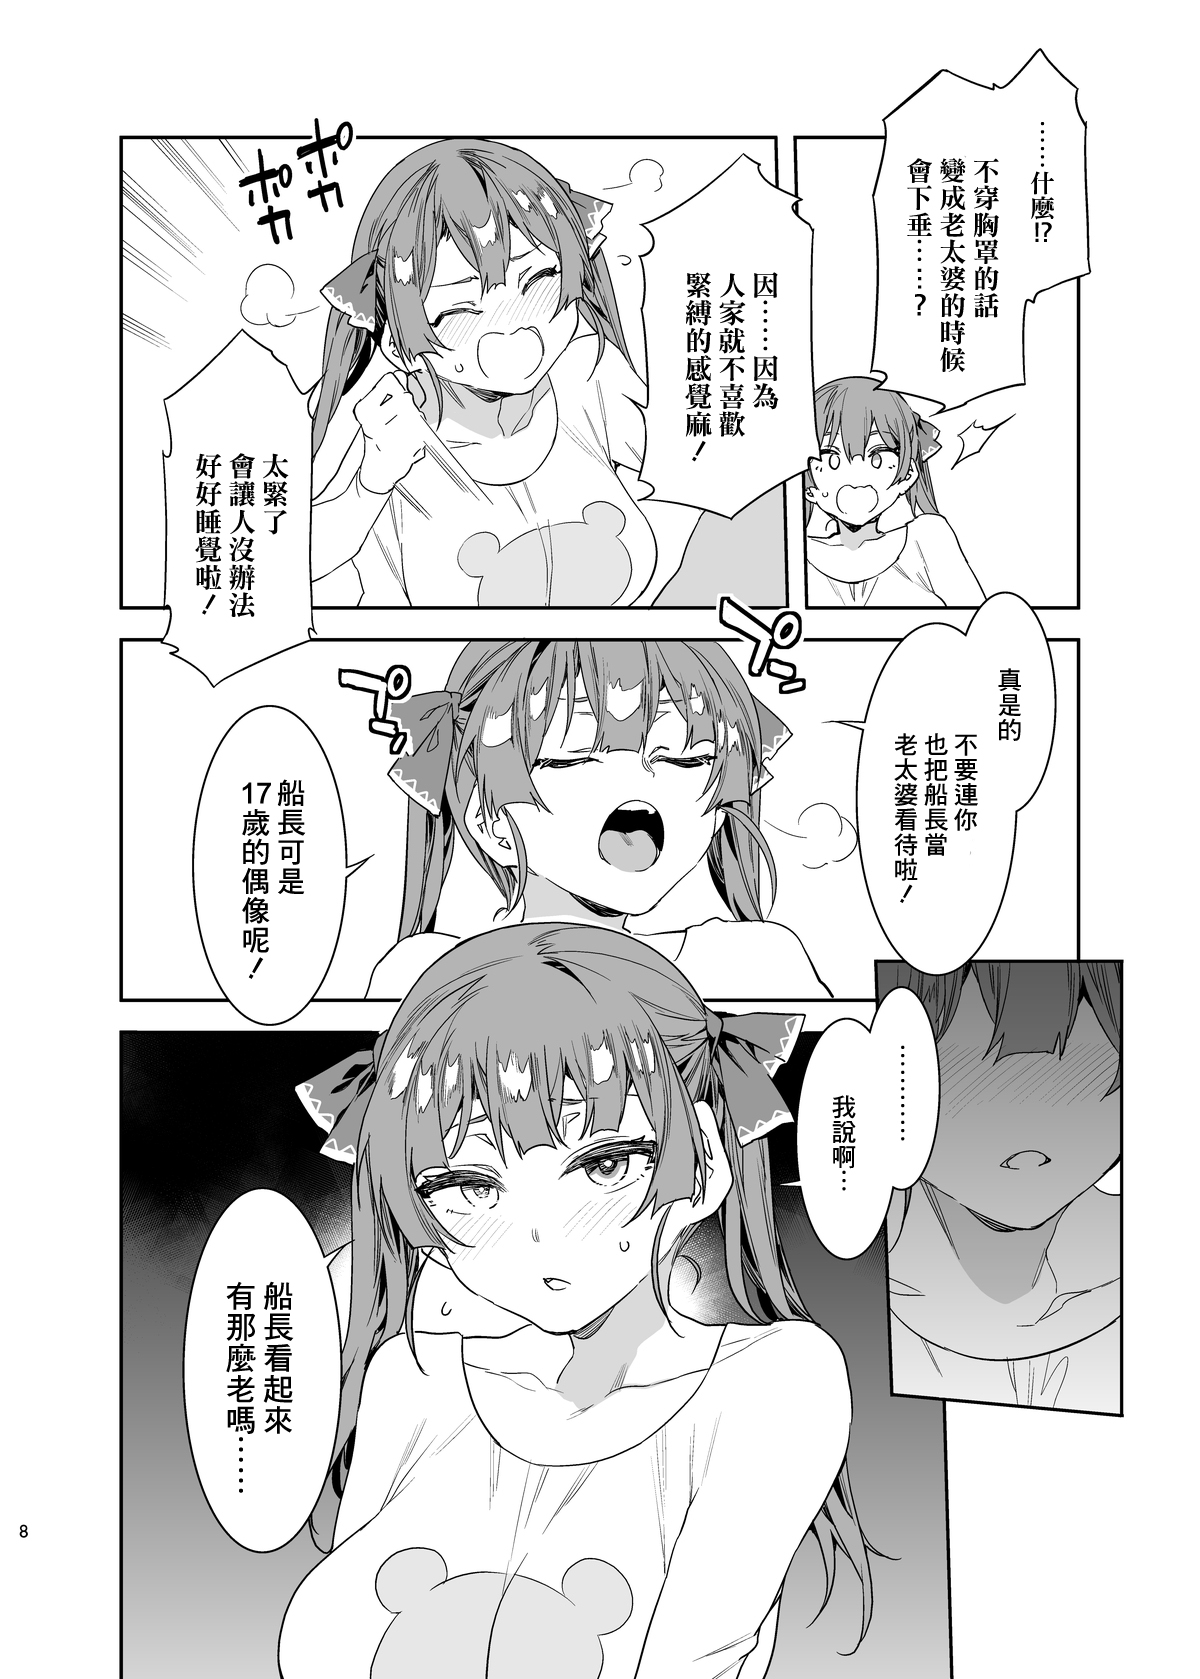 ……什麼!?
不穿胸罩的話
變成老太婆的時候
會下垂……?
因……因為
人家就不喜歡
緊縛的感覺麻!
ポカ
ポカ
太緊了
會讓人沒辦法
好好睡覺啦!
真是的
不要連你
也把船長當
老太婆看待啦!
プ
プ
船長可是
17歲的偶像呢!
…………
我說啊…
船長看起來
有那麼老嗎……
8